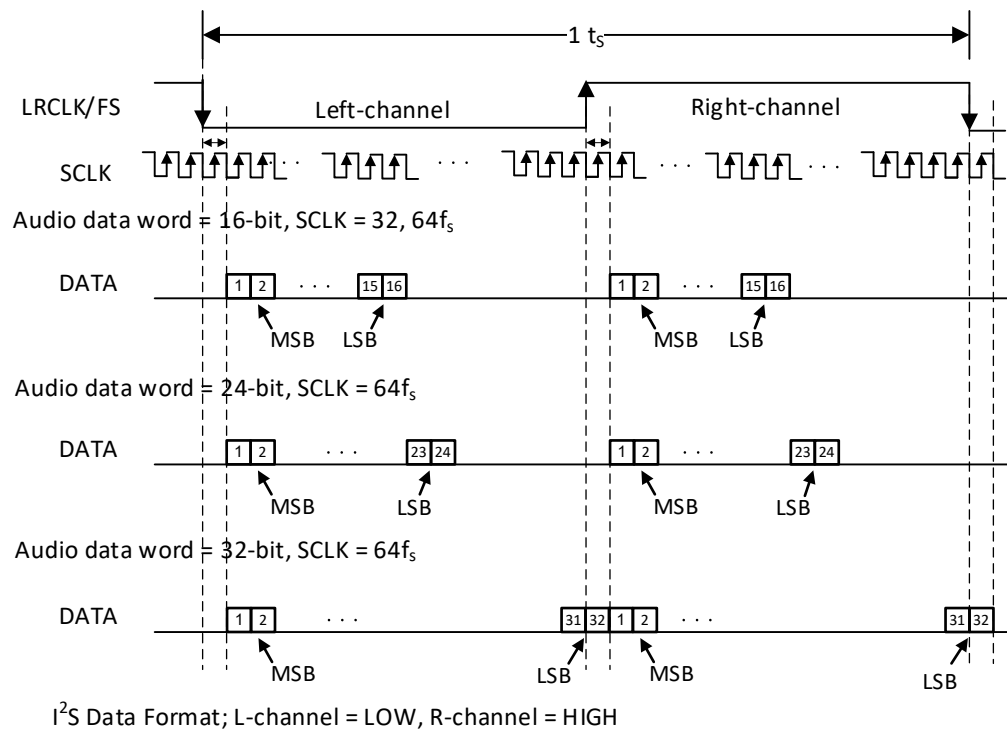 1 tS
LRCLK/FS Left-channel Right-channel
SCLK . . . . . . . . . . . .
Audio data word = 16-bit, SCLK = 32, 64fs
DATA 1 2 . . . 15 16 1 2 . . . 15 16
MSB LSB MSB LSB
Audio data word = 24-bit, SCLK = 64fs
DATA 1 2 . . . 23 24 1 2 . . . 23 24
MSB LSB MSB LSB
Audio data word = 32-bit, SCLK = 64fs
DATA 1 2 . . . 31 32 1 2 . . . 31 32
MSB LSB MSB LSB
I2S Data Format; L-channel = LOW, R-channel = HIGH